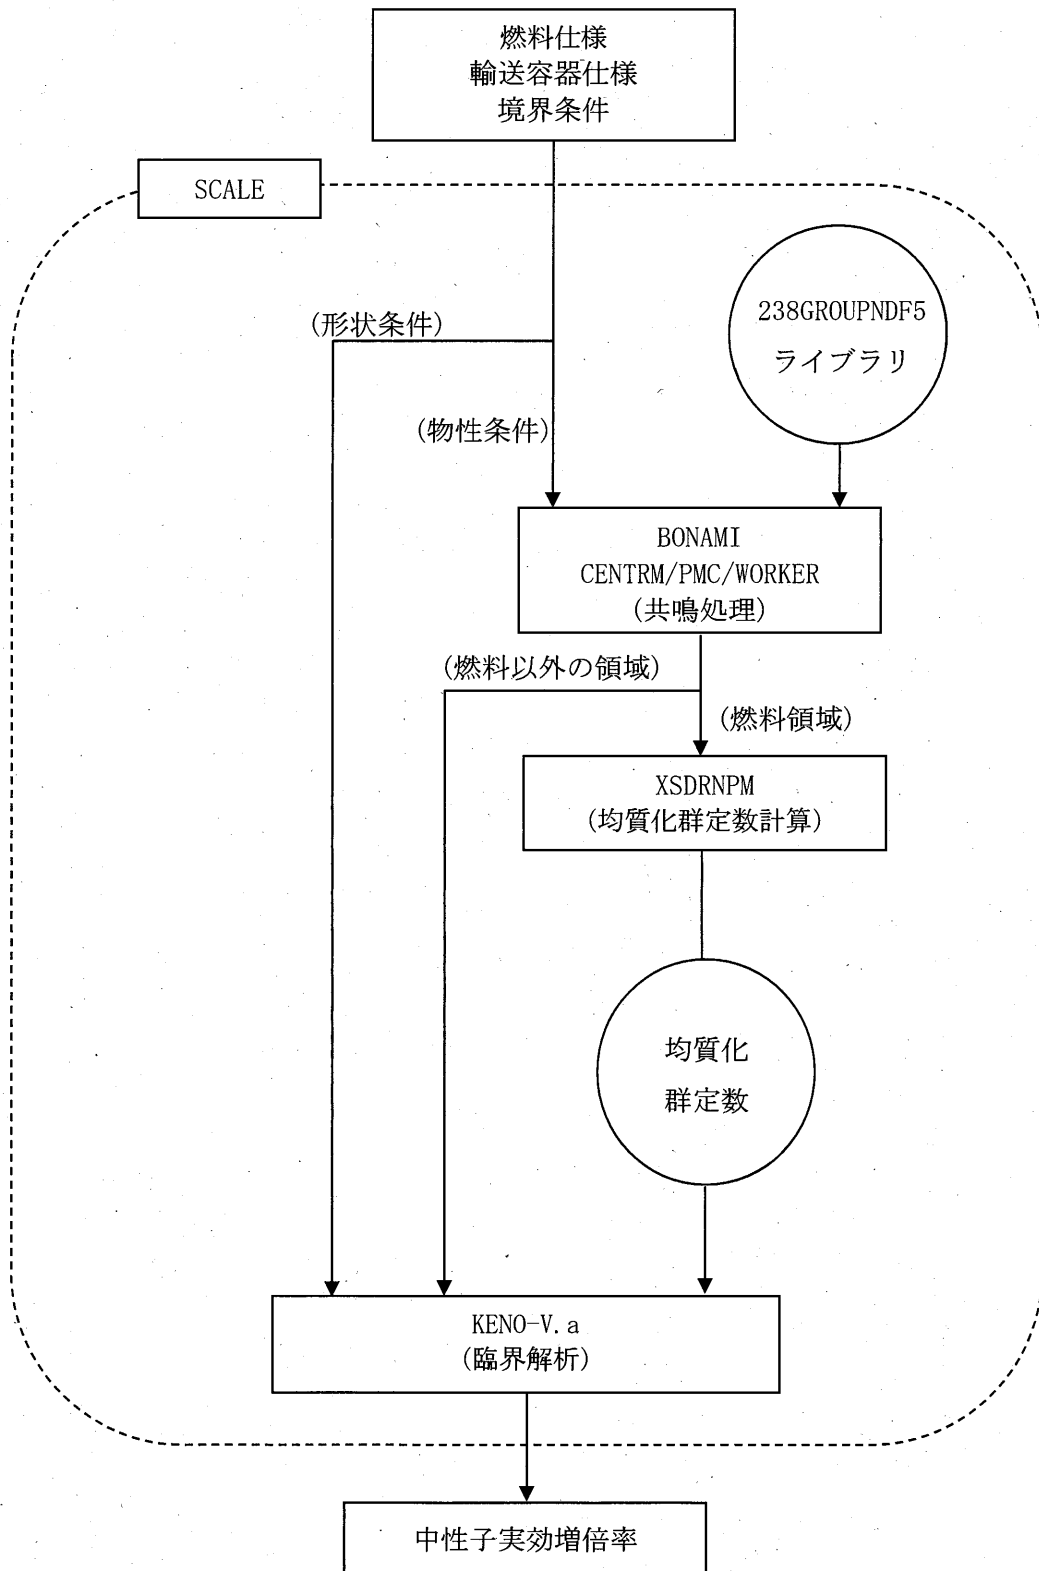 燃料仕様
輸送容器仕様
境界条件
SCALE
238GROUPNDF5
ライブラリ
(形状条件)
(物性条件)
BONAMI
CENTRM/PMC/WORKER
(共鳴処理)
(燃料以外の領域)
(燃料領域)
XSDRNPM
(均質化群定数計算)
均質化
群定数
KENO-V.a
(臨界解析)
中性子実効増倍率